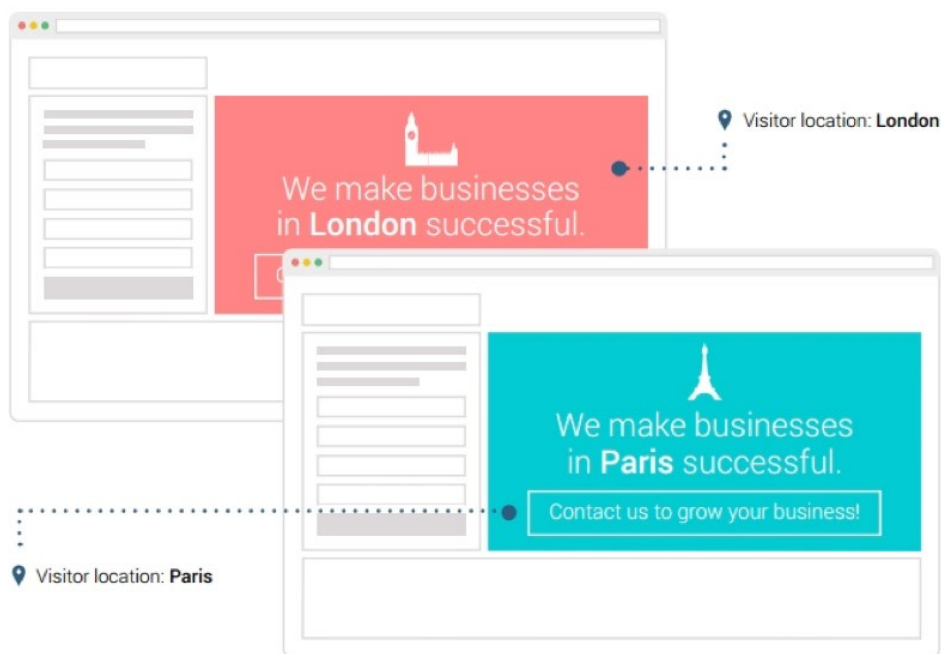 Visitor location: London
We make businesses
in London successful.
We make businesses
in Paris successful.
Contact us to grow your business!
Visitor location: Paris